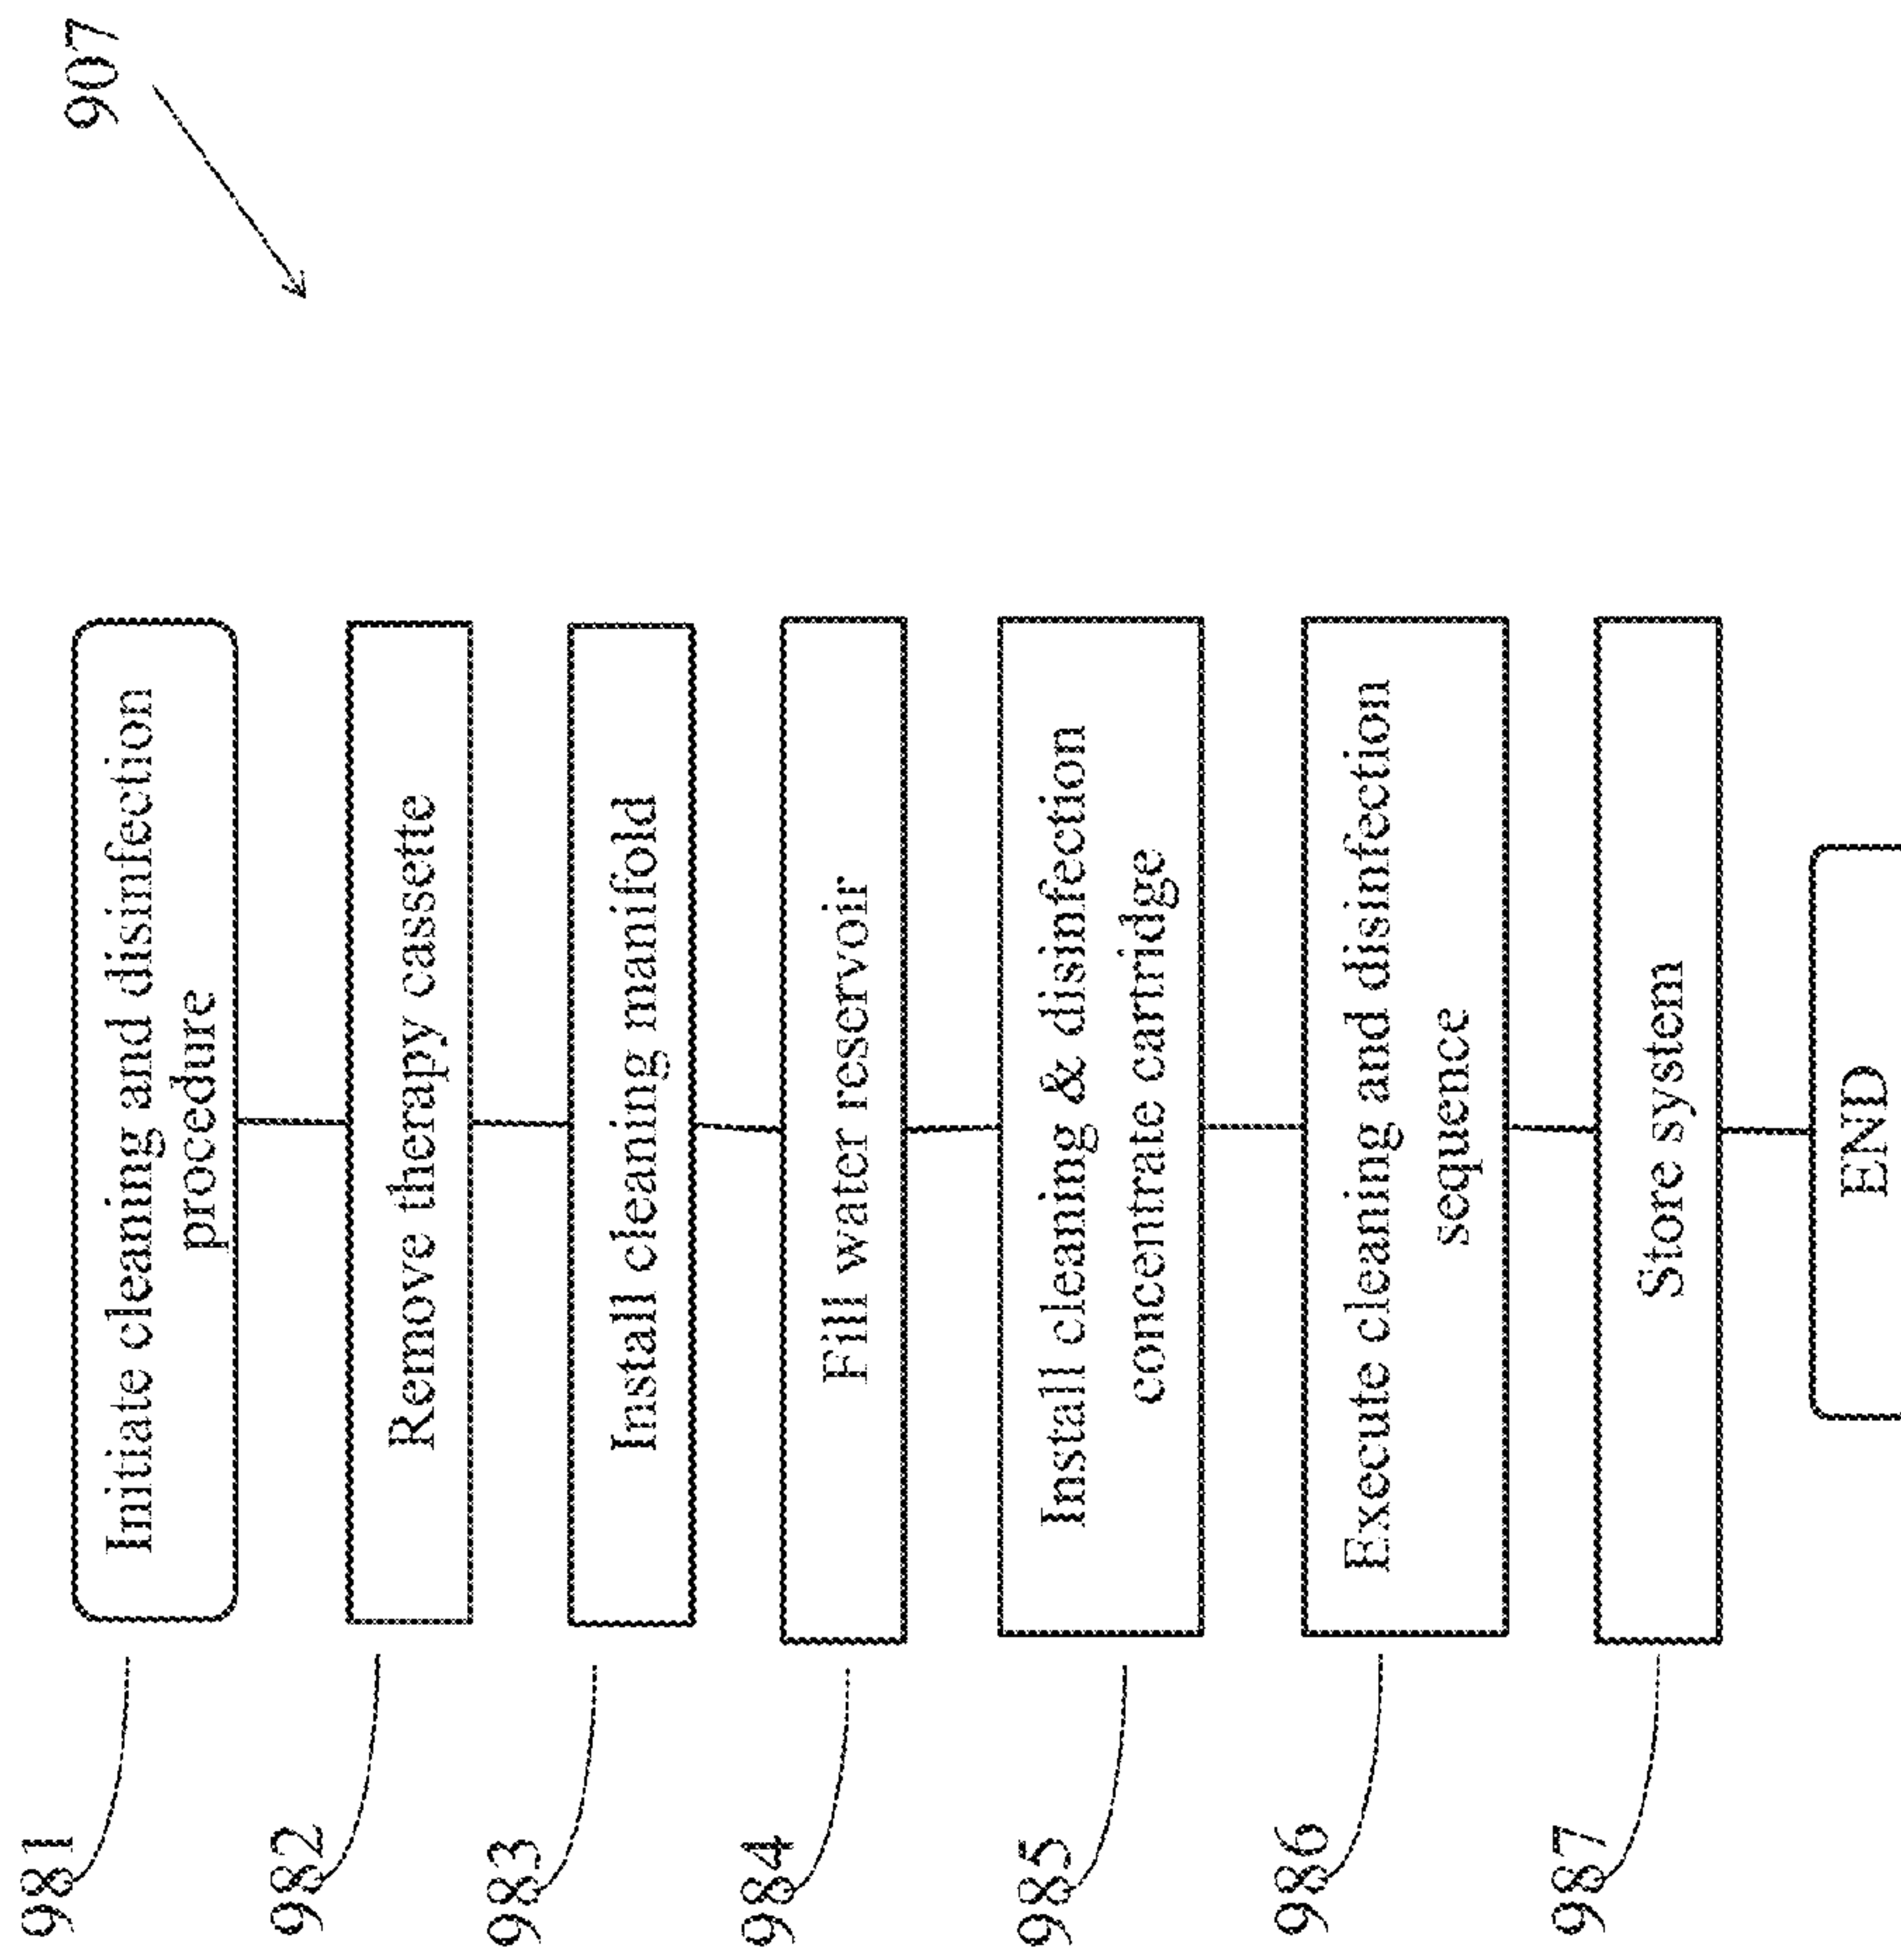 907
981
Initiate cleaning and disinfection
procedure
982
Remove therapy cassette
983
Install cleaning manifold
984
Fill water reservoir
985
Install cleaning & disinfection
concentrate cartridge
986
Execute cleaning and disinfection
sequence
987
Store system
END